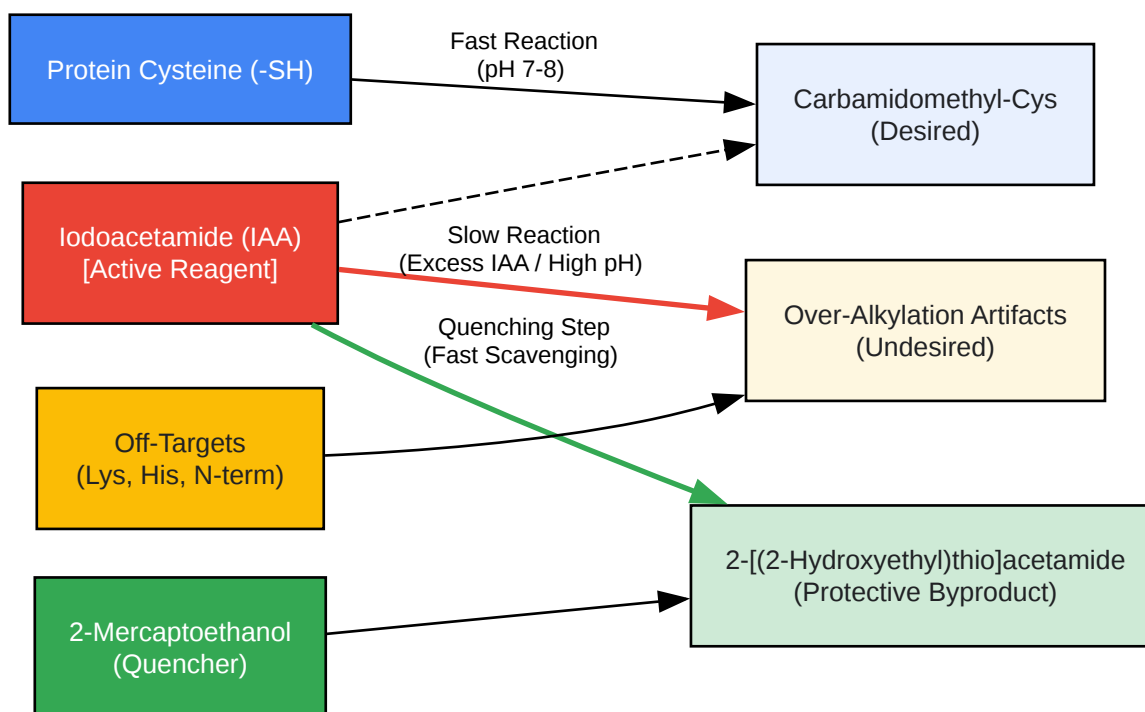 Protein Cysteine (-SH)
Fast Reaction
(pH 7-8)
Carbamidomethyl-Cys
(Desired)
Iodoacetamide (IAA)
[Active Reagent]
Slow Reaction
(Excess IAA / High pH)
Over-Alkylation Artifacts
(Undesired)
Quenching Step
(Fast Scavenging)
Off-Targets
(Lys, His, N-term)
2-[(2-Hydroxyethyl)thio]acetamide
(Protective Byproduct)
2-Mercaptoethanol
(Quencher)